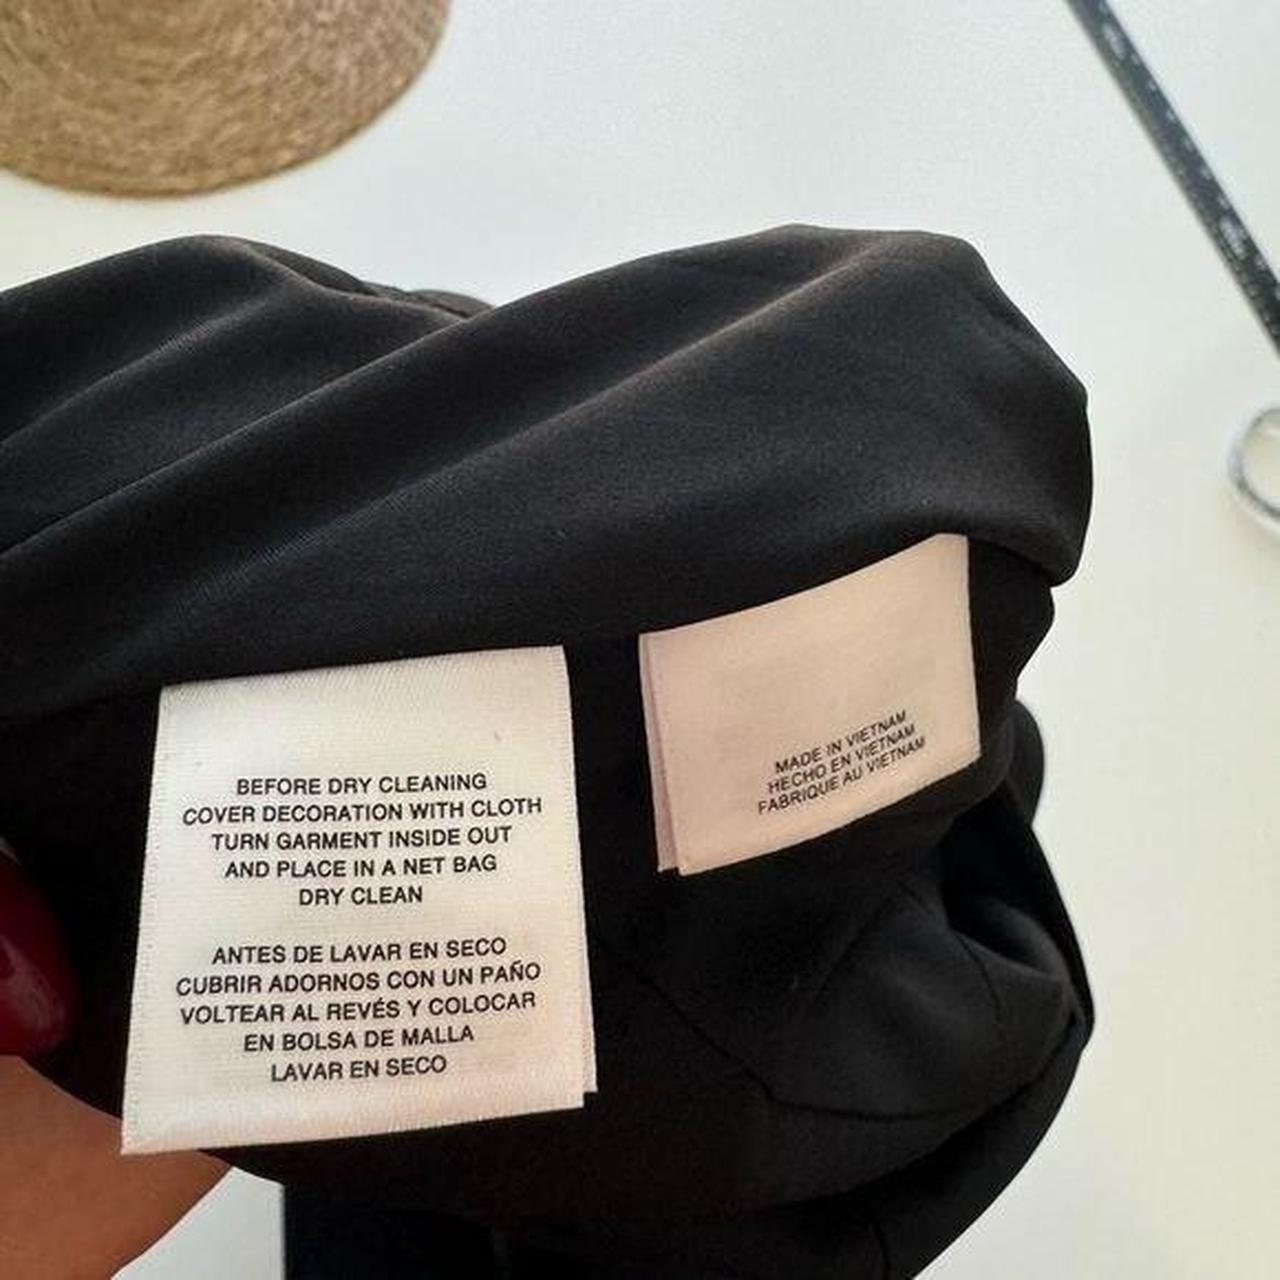 BEFORE DRY CLEANING
COVER DECORATION WITH CLOTH
TURN GARMENT INSIDE OUT
AND PLACE IN A NET BAG
DRY CLEAN
ANTES DE LAVAR EN SECO
CUBRIR ADORNOS CON UN PAÑO
VOLTEAR AL REVÉS Y COLOCAR
EN BOLSA DE MALLA
LAVAR EN SECO
MADE IN VIETNAM
HECHO EN VIETNAM
FABRIQUE AU VIETNAM